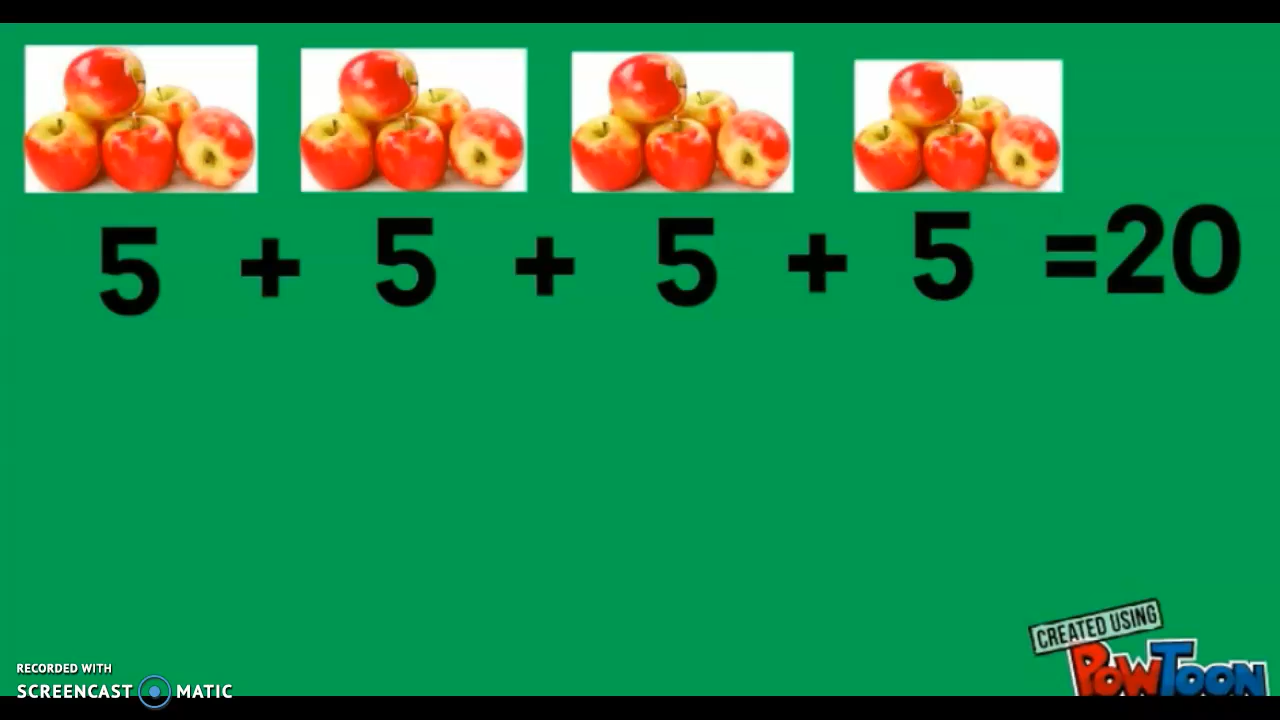 5 + 5 + 5 + 5 =20
CREATED USING
POWTOON
RECORDED WITH
SCREENCAST MATIC